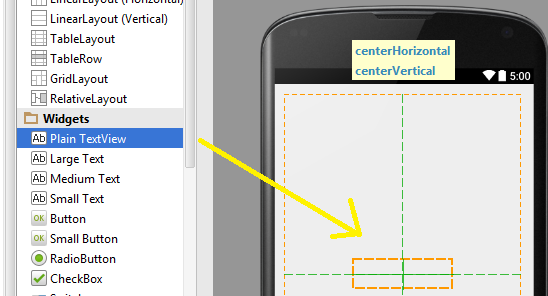 LinearLayout (Horizontal)
LinearLayout (Vertical)
TableLayout
TableRow
GridLayout
RelativeLayout
Widgets
Ab Plain TextView
Ab Large Text
Ab Medium Text
Ab Small Text
OK Button
OK Small Button
RadioButton
CheckBox
centerHorizontal
centerVertical
5:00